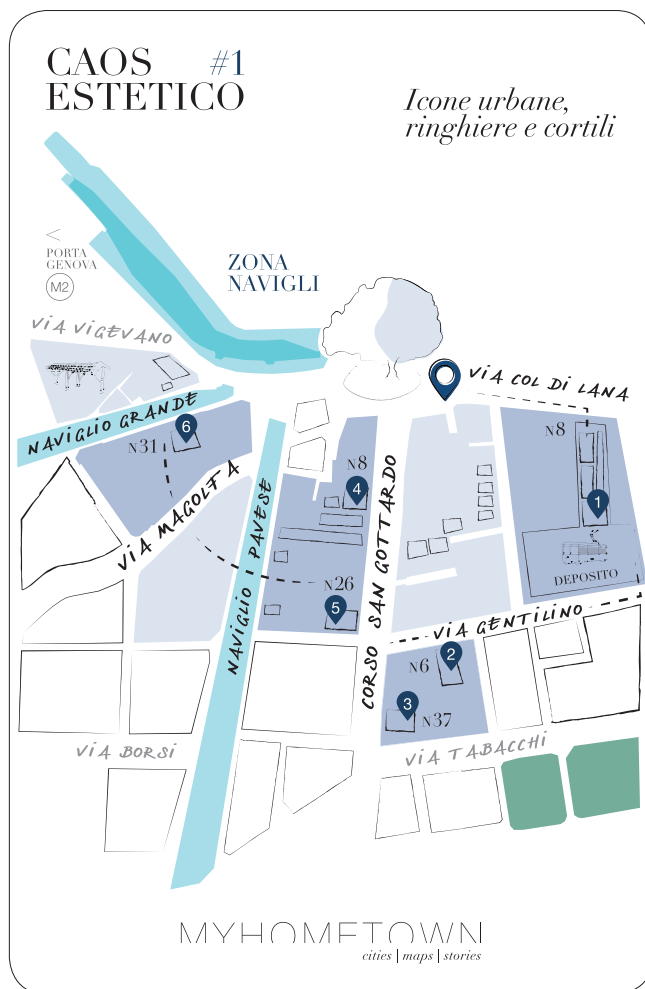 CAOS #1
ESTETICO
Icone urbane,
ringhiere e cortili
<
PORTA
GENOVA
M2
ZONA
NAVIGLI
VIA VIGEVANO
VIA COL DI LANA
NAVIGLIO GRANDE
6
N31
N8
N8
4
1
VIA MAGOLFA
NAVIGLIO PAVESE
CORSO SAN GOTTARDO
DEPOSITO
N26
5
VIA GENTILINO
2
N6
3
N37
VIA BORSI
VIA TABACCHI
MYHOMETOWN
cities | maps | stories